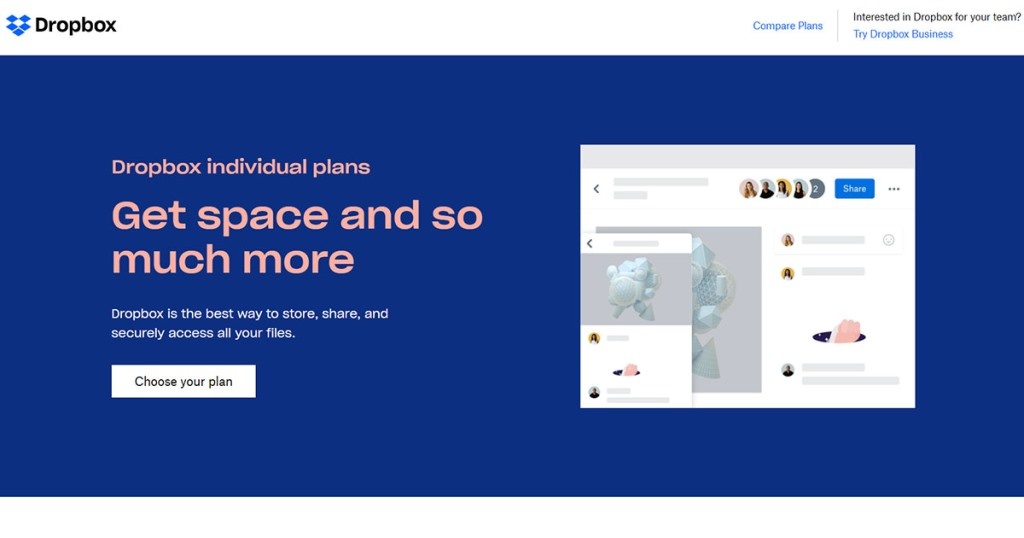 Dropbox
Compare Plans
Interested in Dropbox for your team?
Try Dropbox Business
Dropbox individual plans
Get space and so
much more
Dropbox is the best way to store, share, and
securely access all your files.
Choose your plan
2
Share